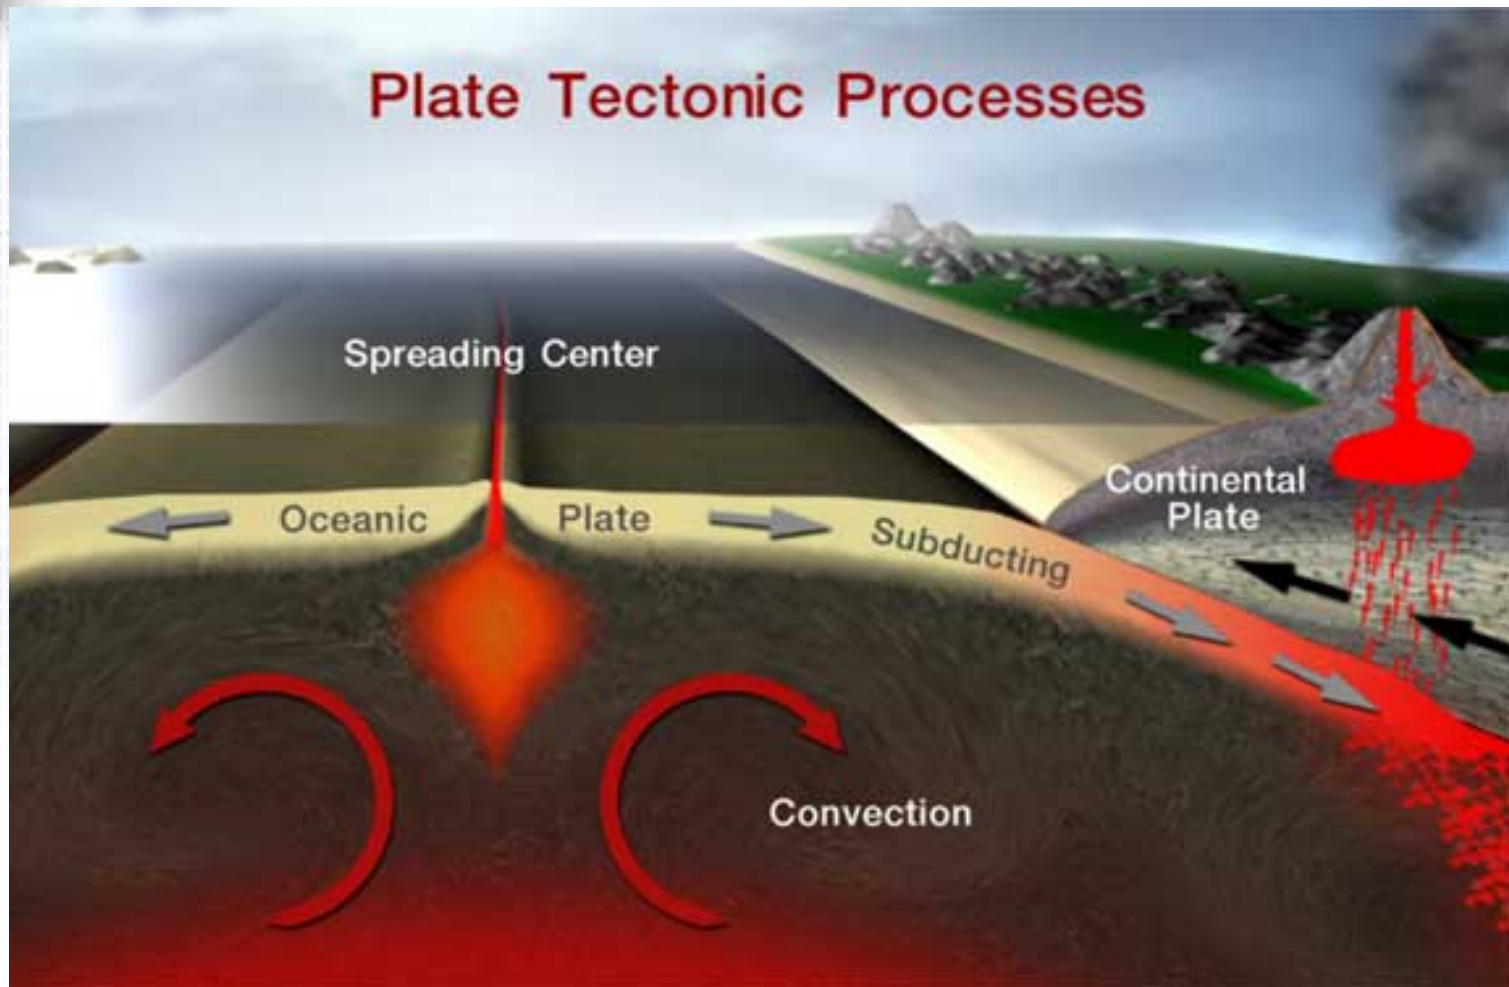 Plate Tectonic Processes
Spreading Center
Continental
Plate
Oceanic Plate
Subducting
Convection